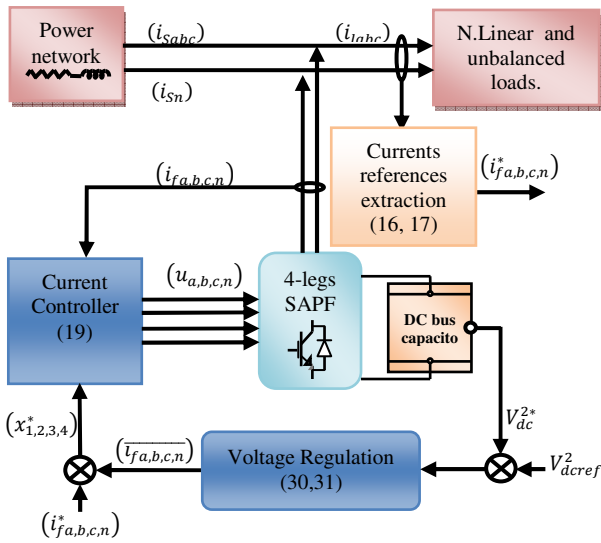 Power
network
(i_{Sabc})
(i_{labc})
N.Linear and
unbalanced
loads.
(i_{Sn})
Currents
references
extraction
(16, 17)
(i^*_{fa,b,c,n})
(i_{fa,b,c,n})
Current
Controller
(19)
(u_{a,b,c,n})
4-legs
SAPF
DC bus
capacito
(x^*_{1,2,3,4})
(\overline{i_{fa,b,c,n}})
Voltage Regulation
(30,31)
V^{2*}_{dc}
V^2_{dcref}
(i^*_{fa,b,c,n})